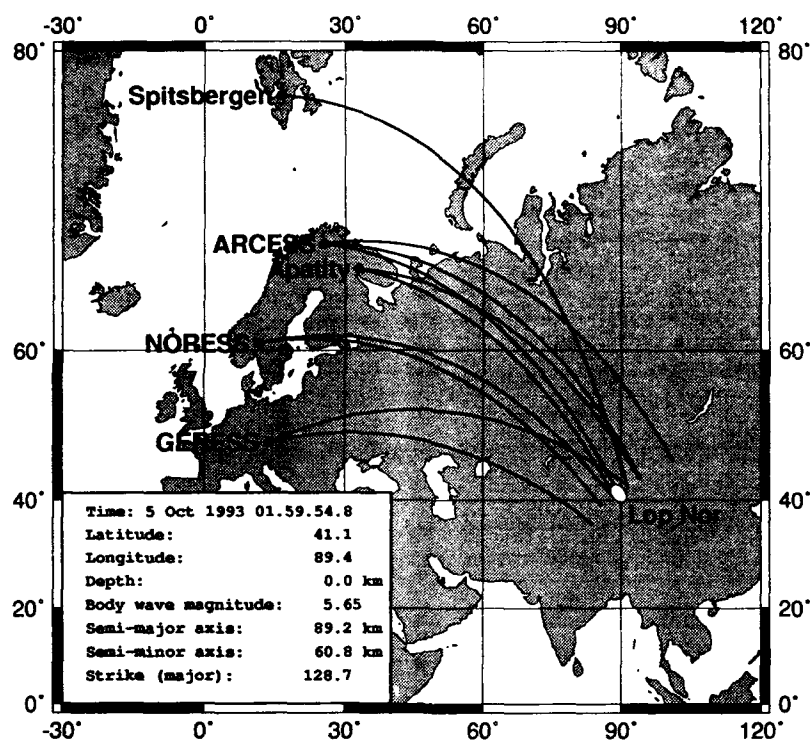 -30° 0° 30° 60° 90° 120°
80° 80°
Spitsbergen
ARCESS
Apatity
NORESS
60° 60°
GERESS
40° 40°
Lop Nor
Time: 5 Oct 1993 01.59.54.8
Latitude: 41.1
Longitude: 89.4
Depth: 0.0 km
Body wave magnitude: 5.65
Semi-major axis: 89.2 km
Semi-minor axis: 60.8 km
Strike (major): 128.7
20° 20°
0° 0°
-30° 0° 30° 60° 90° 120°